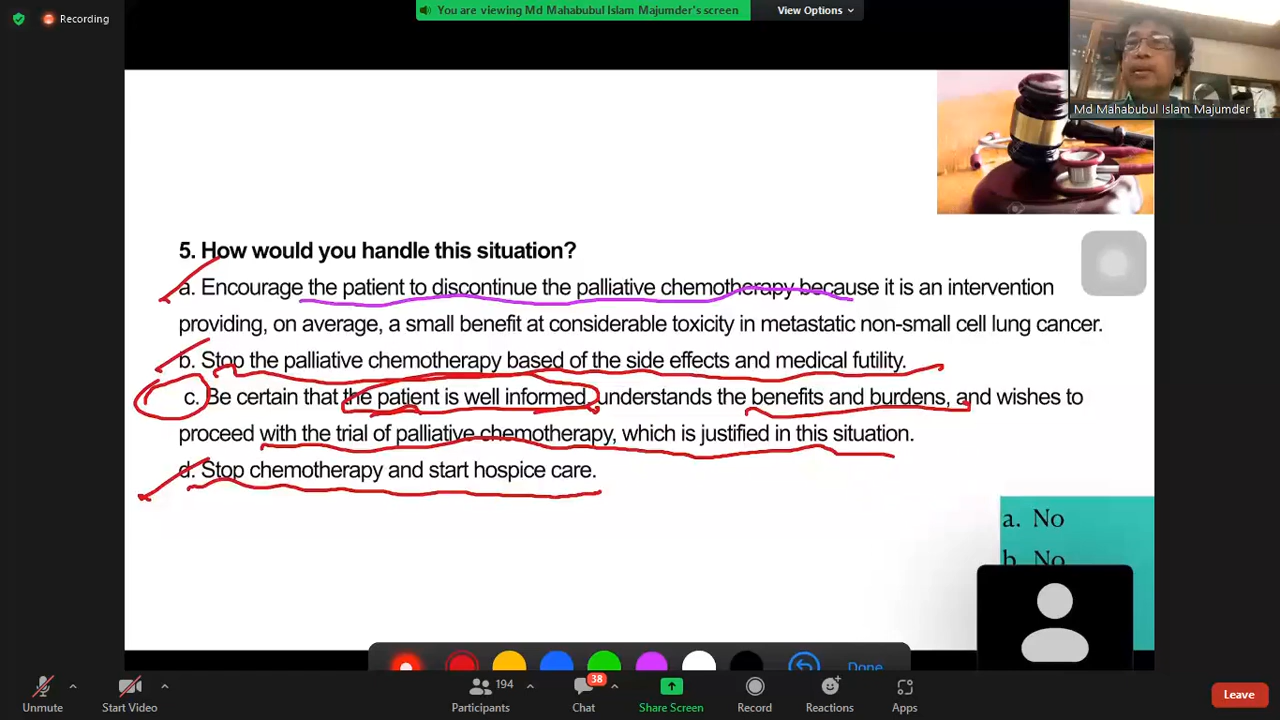 Recording
You are viewing Md Mahabubul Islam Majumder's screen
View Options
Md Mahabubul Islam Majumder
5. How would you handle this situation?
a. Encourage the patient to discontinue the palliative chemotherapy because it is an intervention
providing, on average, a small benefit at considerable toxicity in metastatic non-small cell lung cancer.
b. Stop the palliative chemotherapy based of the side effects and medical futility.
c. Be certain that the patient is well informed, understands the benefits and burdens, and wishes to
proceed with the trial of palliative chemotherapy, which is justified in this situation.
d. Stop chemotherapy and start hospice care.
a. No
b. No
Done
194
38
Unmute
Start Video
Participants
Chat
Share Screen
Record
Reactions
Apps
Leave